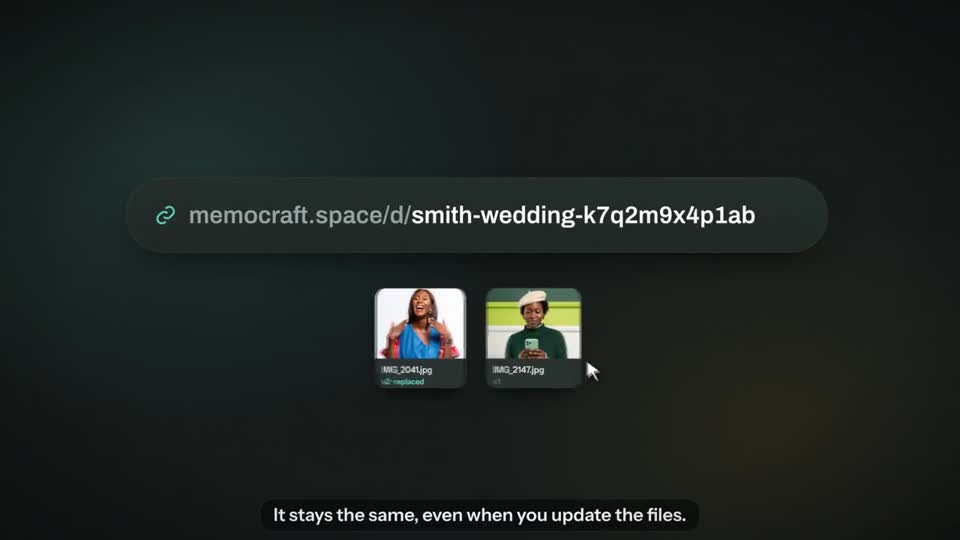 memocraft.space/d/smith-wedding-k7q2m9x4p1ab
IMG_2041.jpg
IMG_2147.jpg
replaced
v1
It stays the same, even when you update the files.